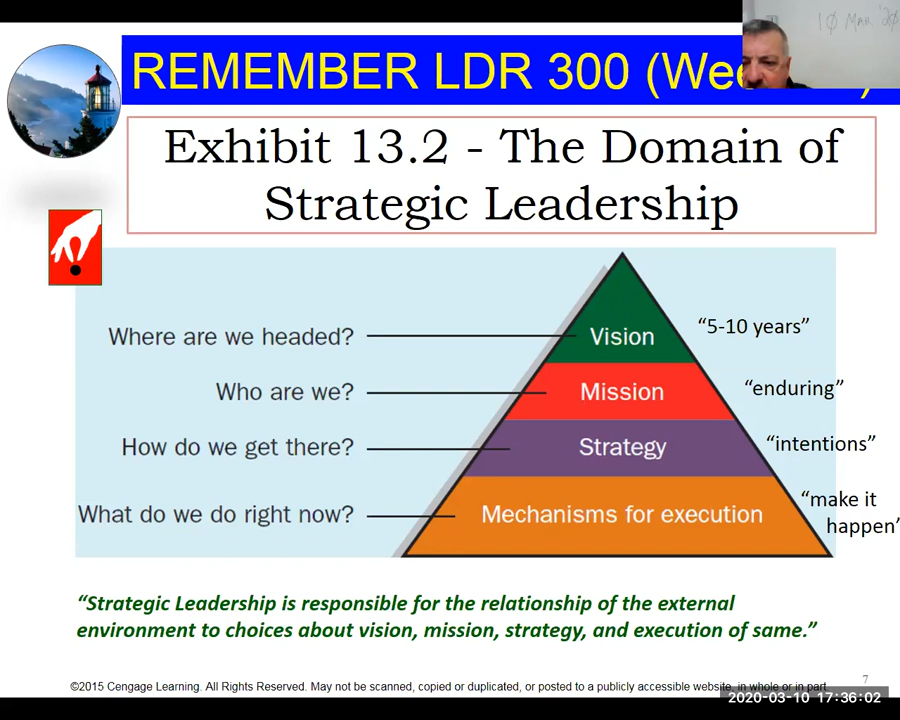 REMEMBER LDR 300 (We
10 Mar
Exhibit 13.2 - The Domain of
Strategic Leadership
Where are we headed?
Vision
“5-10 years”
Who are we?
Mission
“enduring”
How do we get there?
Strategy
“intentions”
What do we do right now?
Mechanisms for execution
“make it
happen”
“Strategic Leadership is responsible for the relationship of the external
environment to choices about vision, mission, strategy, and execution of same.”
©2015 Cengage Learning. All Rights Reserved. May not be scanned, copied or duplicated, or posted to a publicly accessible website, in whole or in part
7
2020-03-10 17:36:02